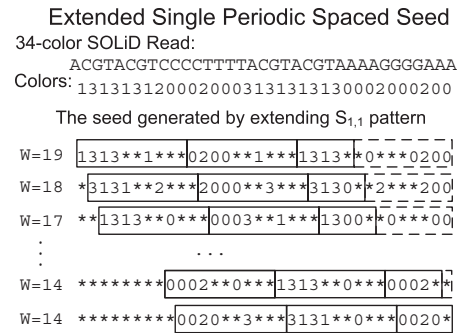 Extended Single Periodic Spaced Seed
34-color SOLiD Read:
ACGTACGTCCCCTTTTACGTACGTAAAAGGGGAAA
Colors: 1313131200020003131313130002000200
The seed generated by extending S1,1 pattern
W=19 1313**1***0200**1***1313**0***0200
W=18 *3131**2***2000**3***3130**2***200
W=17 **1313**0***0003**1***1300**0***00
...
W=14 ********0002**0***1313**0***0002**
W=14 *********0020**3***3131**0***0020*